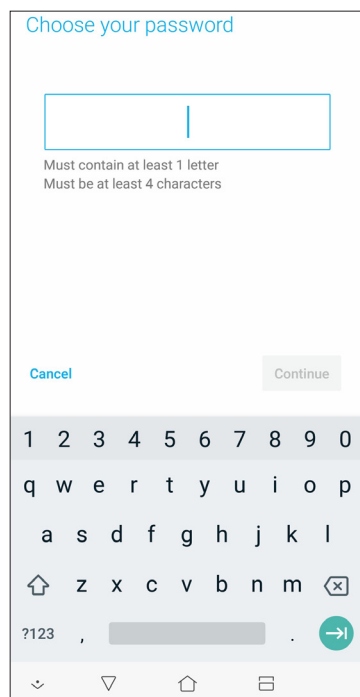 Choose your password
Must contain at least 1 letter
Must be at least 4 characters
Cancel Continue
1 2 3 4 5 6 7 8 9 0
q w e r t y u i o p
a s d f g h j k l
z x c v b n m
?123 , .